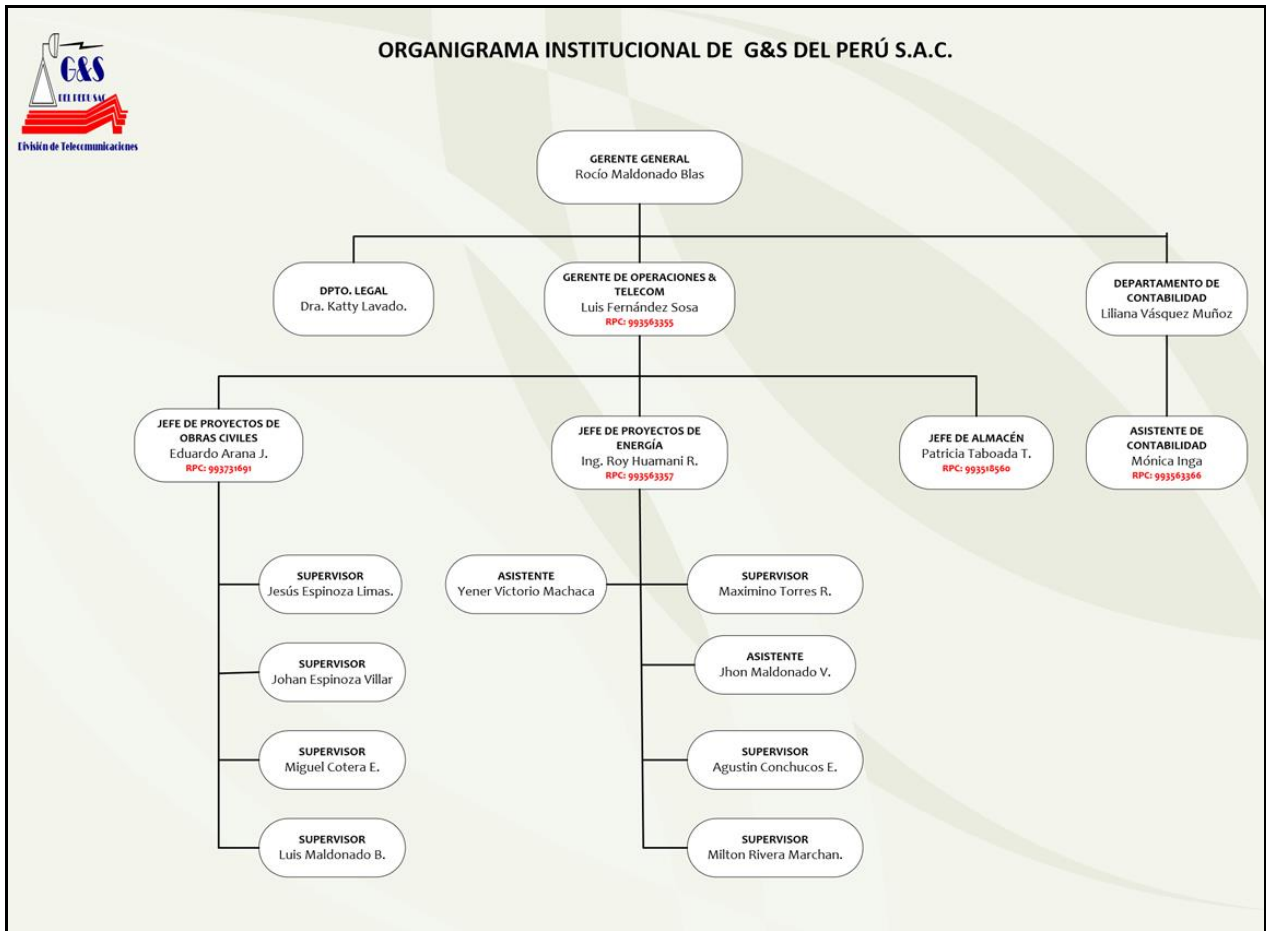 ORGANIGRAMA INSTITUCIONAL DE G&S DEL PERÚ S.A.C.
G&S
DEL PERU SAC
División de Telecomunicaciones
GERENTE GENERAL
Rocío Maldonado Blas
DPTO. LEGAL
Dra. Katty Lavado.
GERENTE DE OPERACIONES &
TELECOM
Luis Fernández Sosa
RPC: 993563355
DEPARTAMENTO DE
CONTABILIDAD
Liliana Vásquez Muñoz
JEFE DE PROYECTOS DE
OBRAS CIVILES
Eduardo Arana J.
RPC: 993731691
JEFE DE PROYECTOS DE
ENERGÍA
Ing. Roy Huamani R.
RPC: 993563357
JEFE DE ALMACÉN
Patricia Taboada T.
RPC: 993518560
ASISTENTE DE
CONTABILIDAD
Mónica Inga
RPC: 993563366
SUPERVISOR
Jesús Espinoza Limas.
ASISTENTE
Yener Victorio Machaca
SUPERVISOR
Maximino Torres R.
SUPERVISOR
Johan Espinoza Villar
ASISTENTE
Jhon Maldonado V.
SUPERVISOR
Miguel Cotera E.
SUPERVISOR
Agustin Conchucos E.
SUPERVISOR
Luis Maldonado B.
SUPERVISOR
Milton Rivera Marchan.